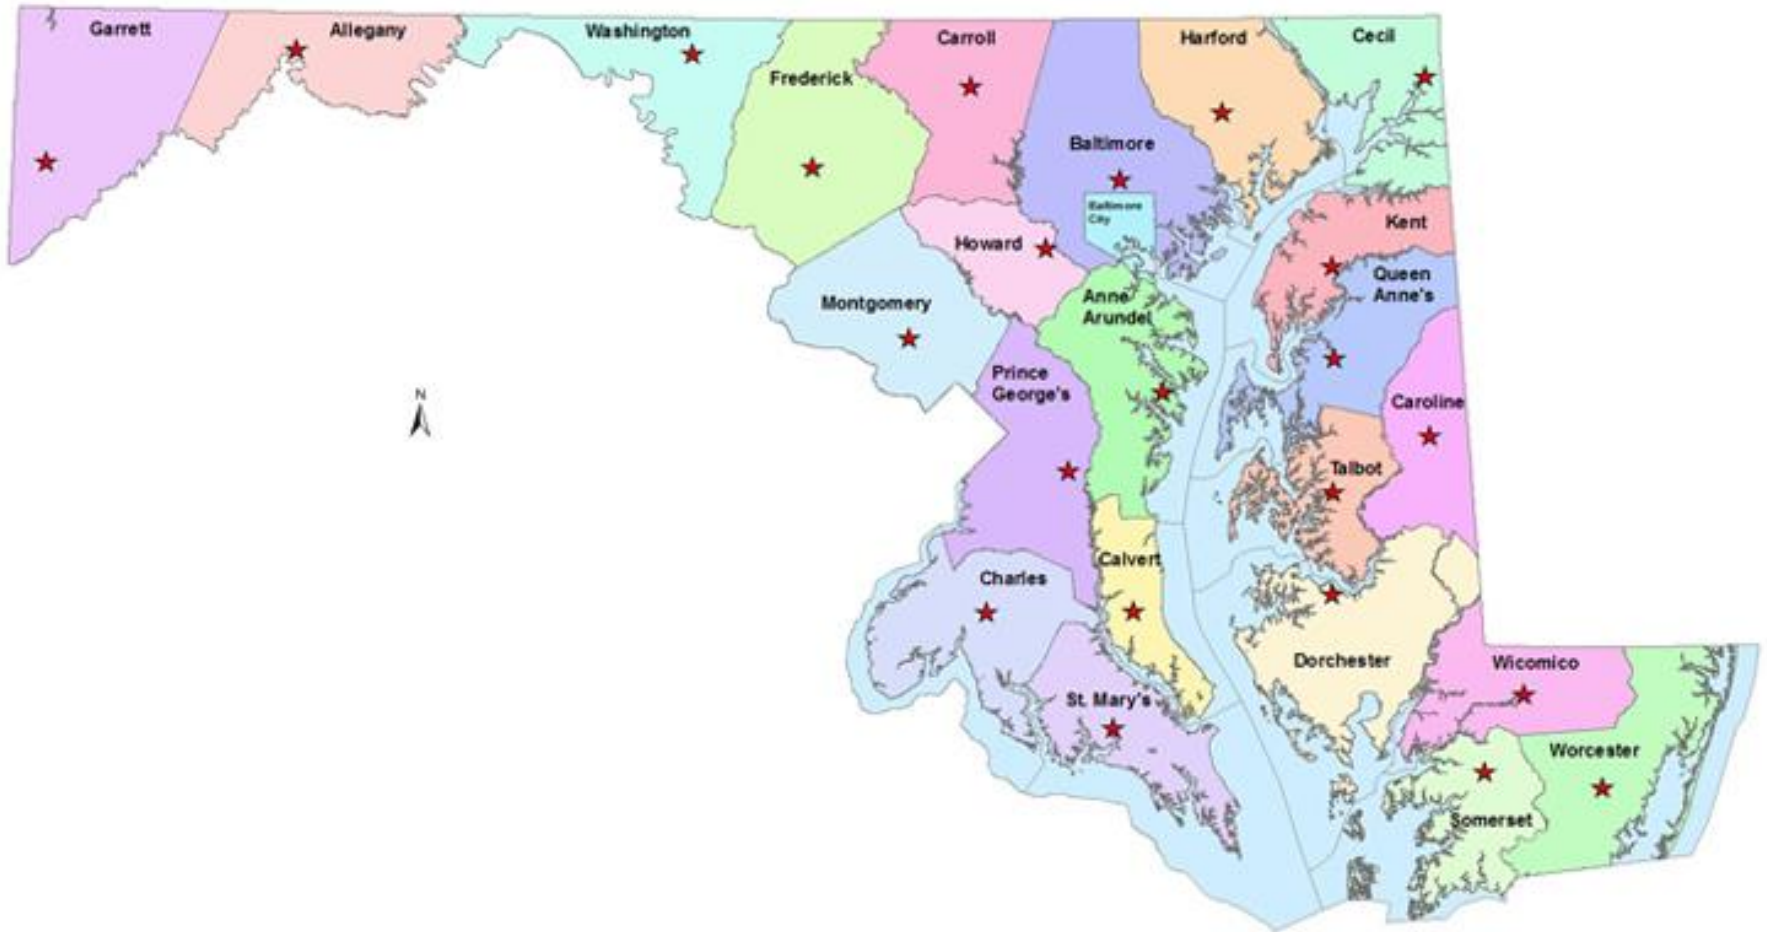 Garrett
Allegany
Washington
Frederick
Carroll
Baltimore
Baltimore
City
Harford
Cecil
Howard
Kent
Queen
Anne's
Montgomery
Anne
Arundel
Prince
George's
Caroline
N
Talbot
Calvert
Charles
Dorchester
Wicomico
St. Mary's
Worcester
Somerset